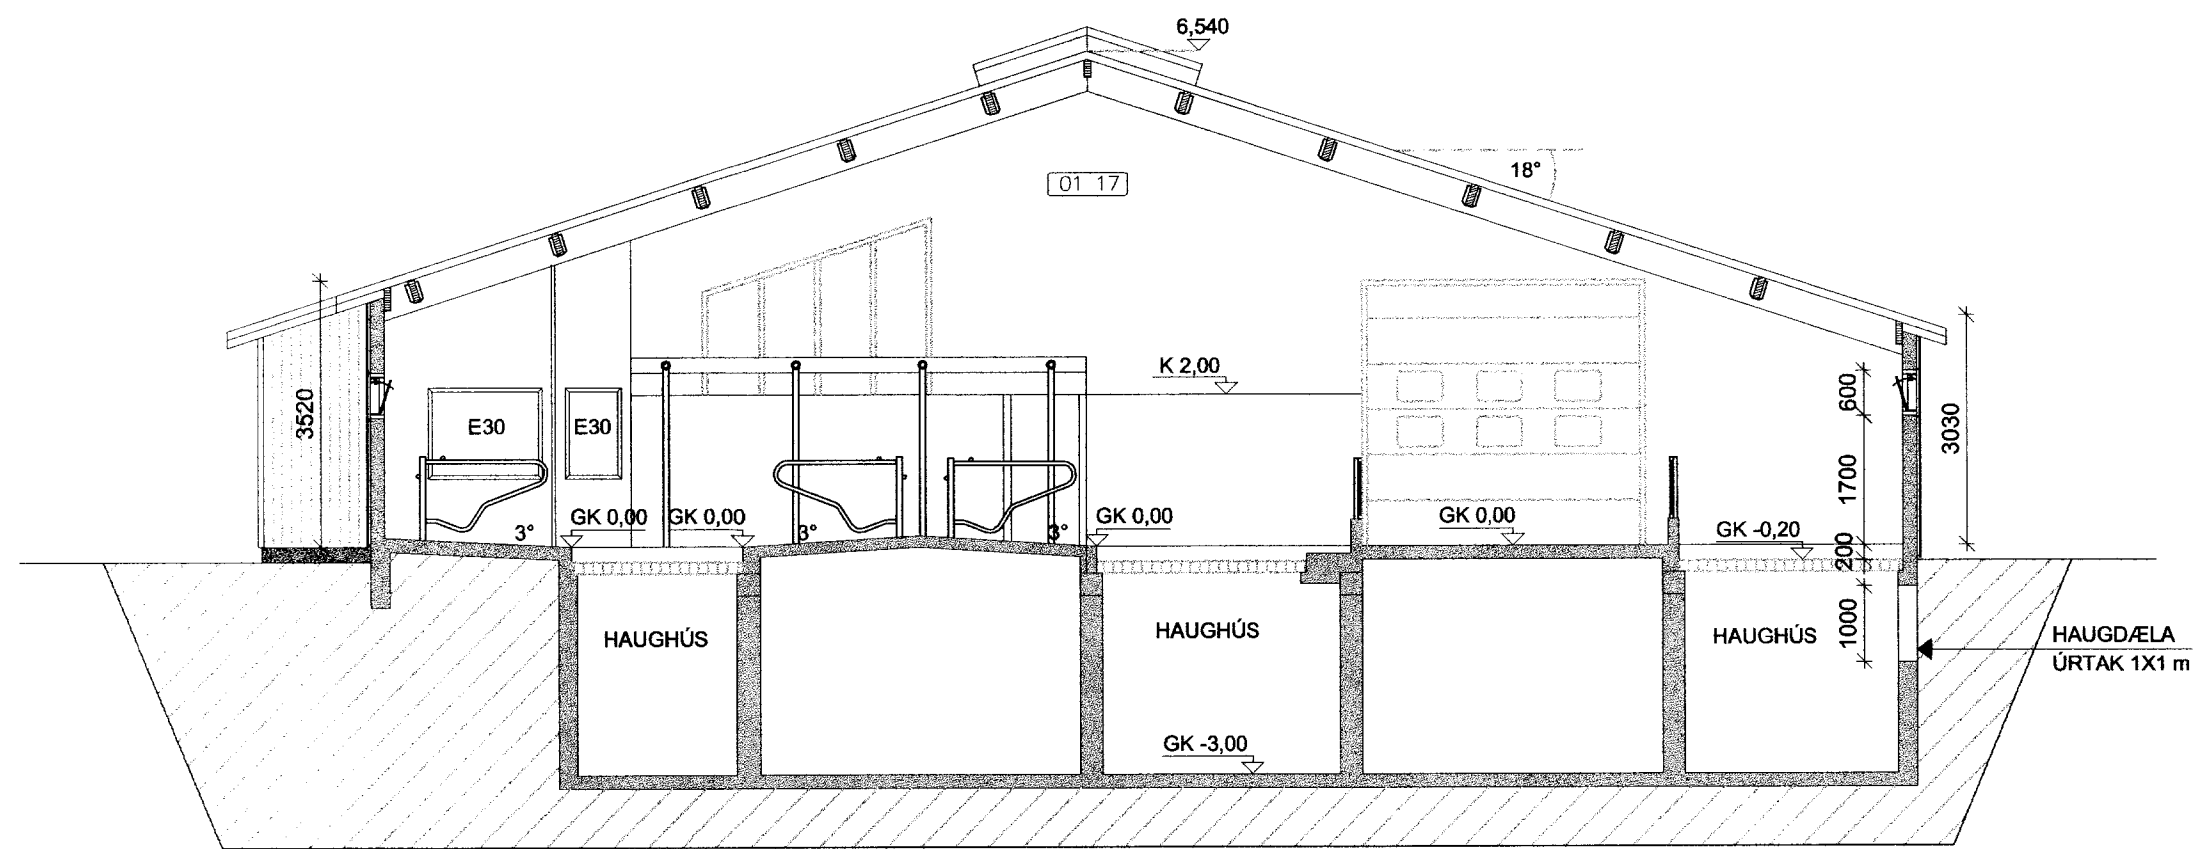 6,540
18°
01 17
K 2,00
3520
E30
E30
600
3030
1700
3°
GK 0,00
GK 0,00
3°
3°
GK 0,00
GK 0,00
GK -0,20
200
HAUGHÚS
HAUGHÚS
HAUGHÚS
1000
HAUGDÆLA
ÚRTAK 1X1 m
GK -3,00